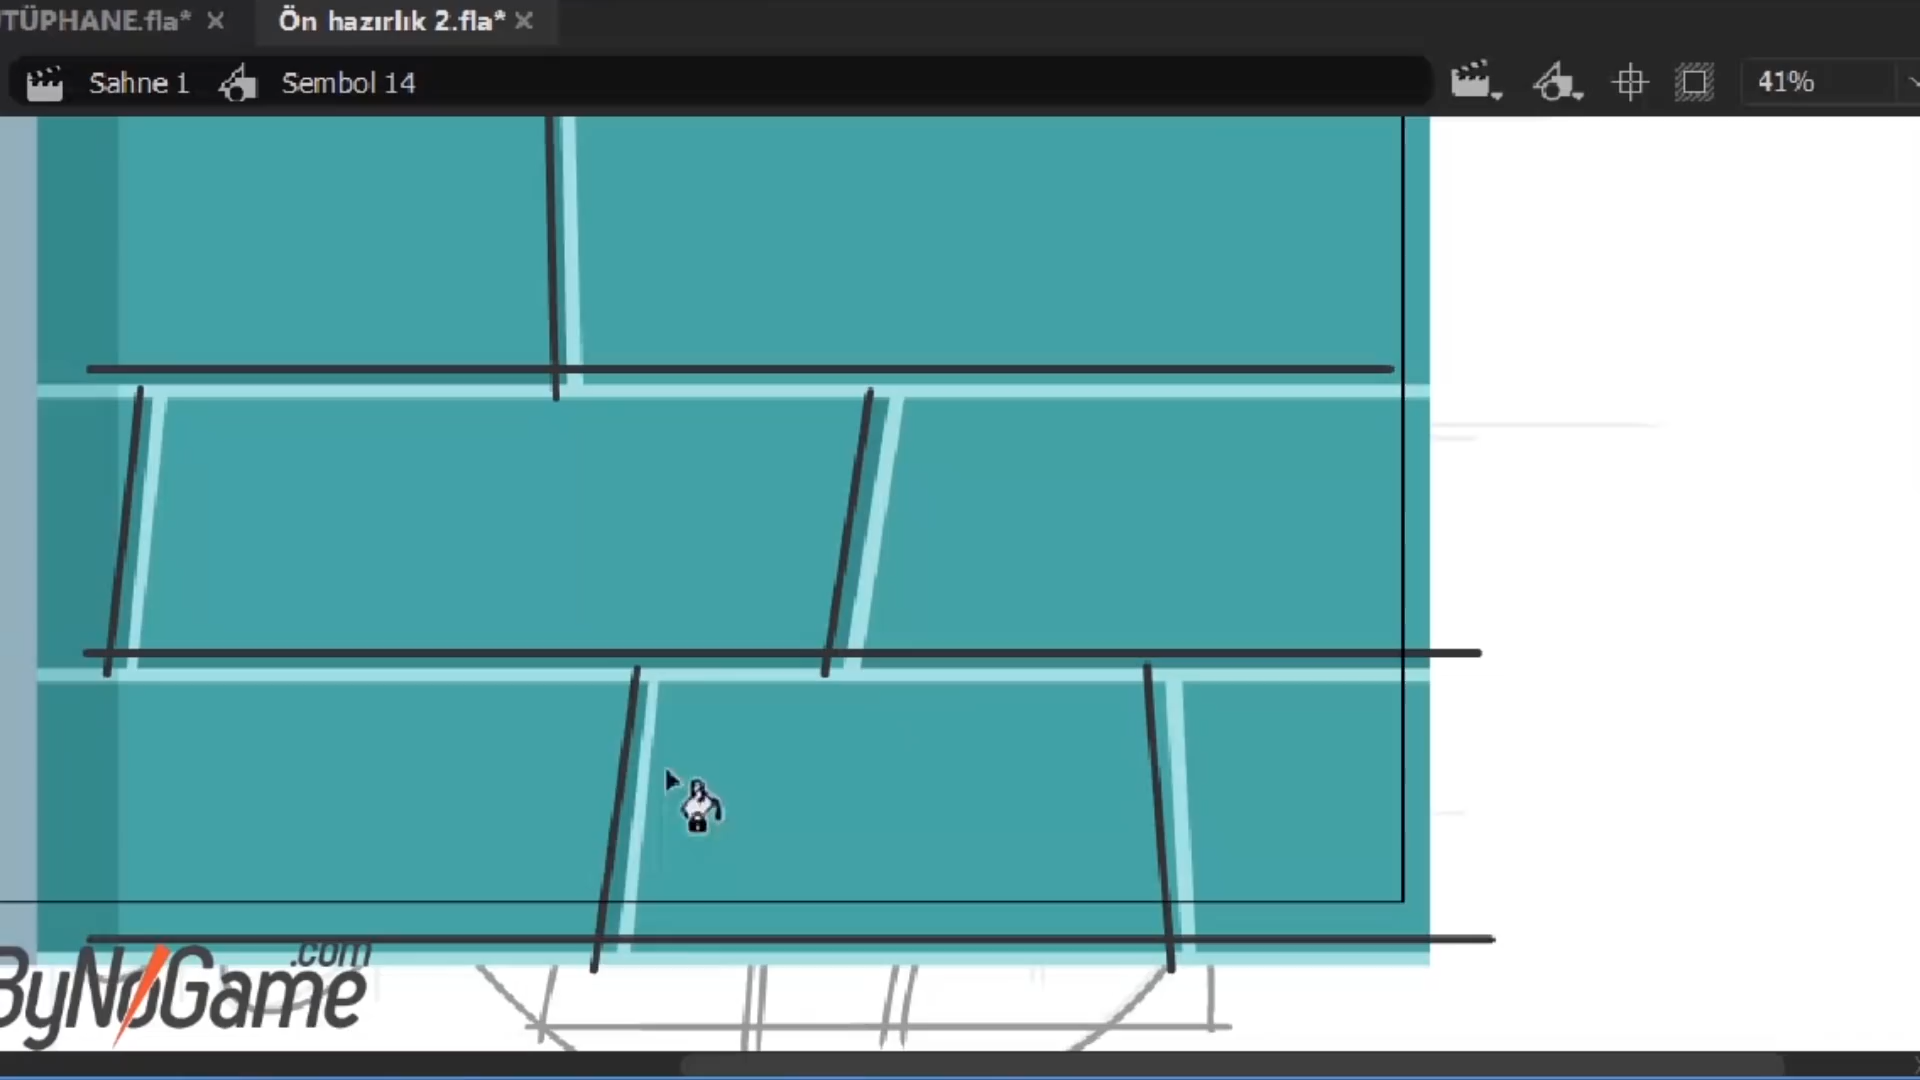 TÜPHANE.fla* Ön hazırlık 2.fla*
Sahne 1 Sembol 14 41%
ByNoGame.com